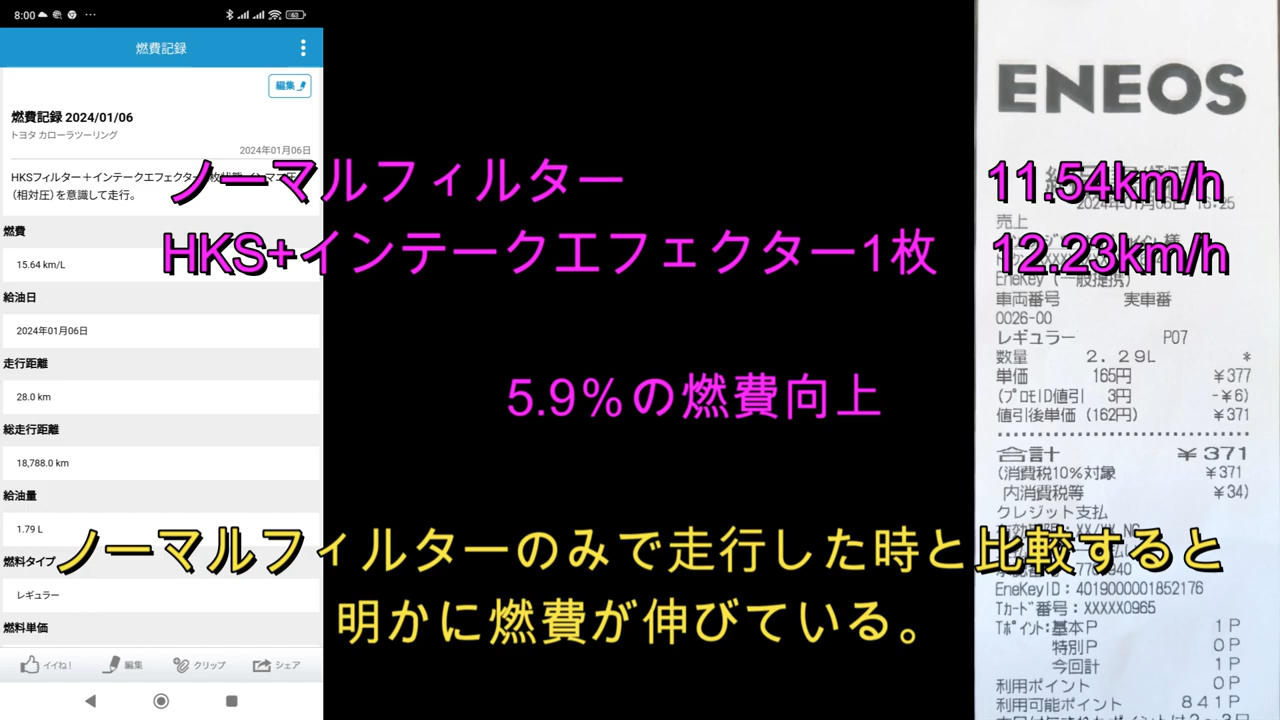 8:00
63
燃費記録
編集
燃費記録 2024/01/06
トヨタ カローラツーリング
2024年01月06日
HKSフィルター＋インテークエフェクタ
（相対圧）を意識して走行。
燃費
15.64 km/L
給油日
2024年01月06日
走行距離
28.0 km
総走行距離
18,788.0 km
給油量
1.79 L
燃料タイプ
レギュラー
燃料単価
イイね！
編集
クリップ
シェア
ノーマルフィルター 11.54km/h
HKS+インテークエフェクター1枚 12.23km/h
5.9％の燃費向上
ノーマルフィルターのみで走行した時と比較すると
明かに燃費が伸びている。
ENEOS
売上
EneKey (一般提携)
車両番号 実車番
0026-00
レギュラー P07
数量 2.29L *
単価 165円 ￥377
(プロモID値引 3円 -￥6)
値引後単価 (162円) ￥371
合計 ￥371
(消費税10%対象 ￥371
内消費税等 ￥34)
クレジット支払
EneKeyID：4019000001852176
Tカード番号：XXXXX0965
Tポイント:基本P 1P
特別P 0P
今回計 1P
利用ポイント 0P
利用可能ポイント 841P